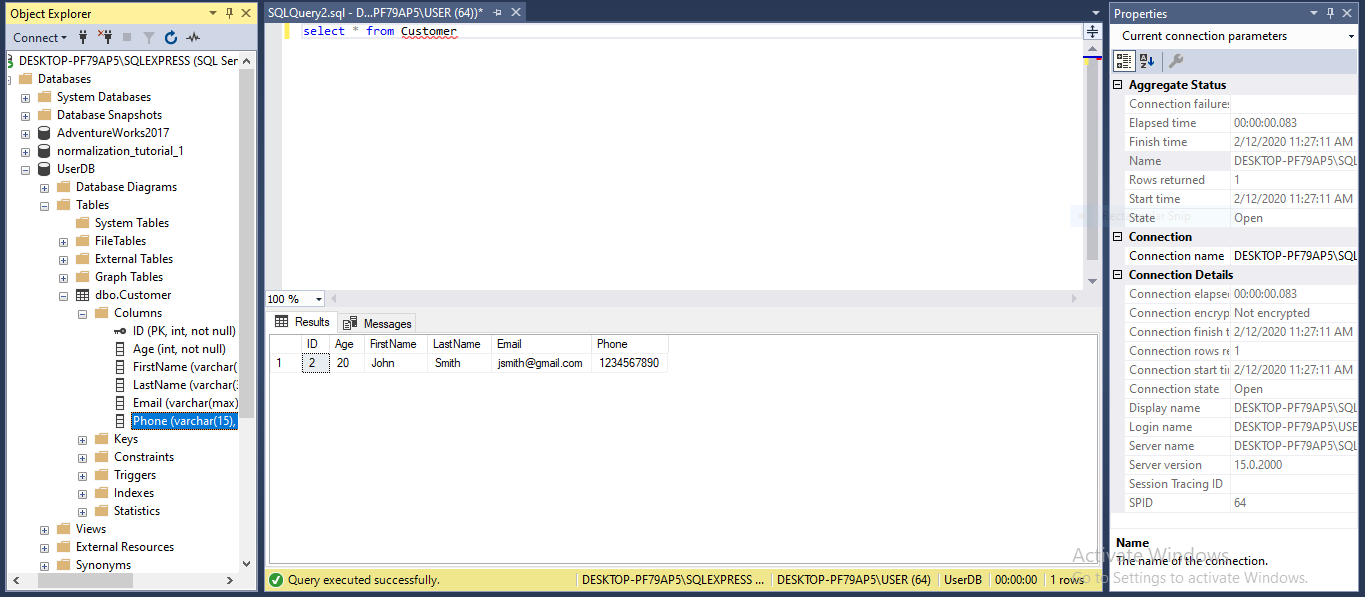 Object Explorer
Connect
DESKTOP-PF79AP5\SQLEXPRESS (SQL Ser
Databases
System Databases
Database Snapshots
AdventureWorks2017
normalization_tutorial_1
UserDB
Database Diagrams
Tables
System Tables
FileTables
External Tables
Graph Tables
dbo.Customer
Columns
ID (PK, int, not null)
Age (int, not null)
FirstName (varchar(
LastName (varchar(
Email (varchar(max)
Phone (varchar(15),
Keys
Constraints
Triggers
Indexes
Statistics
Views
External Resources
Synonyms
SQLQuery2.sql - D...PF79AP5\USER (64))*
select * from Customer
100 %
Results Messages
ID Age FirstName LastName Email Phone
1 2 20 John Smith jsmith@gmail.com 1234567890
Query executed successfully. DESKTOP-PF79AP5\SQLEXPRESS ... DESKTOP-PF79AP5\USER (64) UserDB 00:00:00 1 rows
Properties
Current connection parameters
Aggregate Status
Connection failure
Elapsed time 00:00:00.083
Finish time 2/12/2020 11:27:11 AM
Name DESKTOP-PF79AP5\SQL
Rows returned 1
Start time 2/12/2020 11:27:11 AM
State Open
Connection
Connection name DESKTOP-PF79AP5\SQL
Connection Details
Connection elapse 00:00:00.083
Connection encryp Not encrypted
Connection finish t 2/12/2020 11:27:11 AM
Connection rows re 1
Connection start ti 2/12/2020 11:27:11 AM
Connection state Open
Display name DESKTOP-PF79AP5\SQL
Login name DESKTOP-PF79AP5\USE
Server name DESKTOP-PF79AP5\SQL
Server version 15.0.2000
Session Tracing ID
SPID 64
Name
The name of the connection.
Activate Windows
Go to Settings to activate Windows.